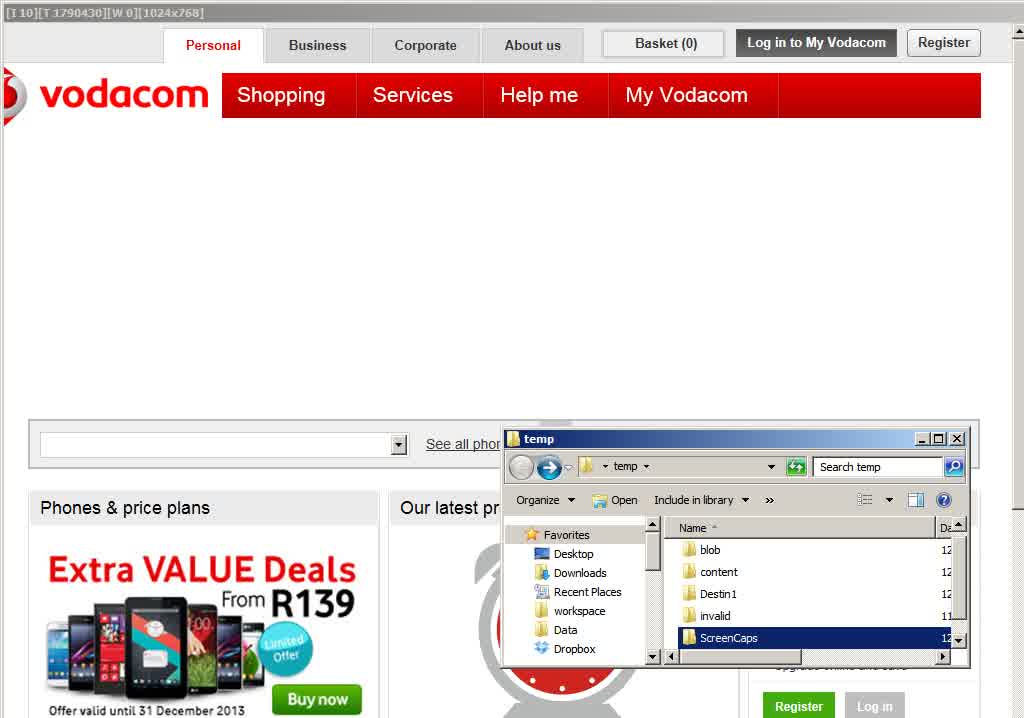 [I 10][T 1790430][W 0][1024x768]
Personal
Business
Corporate
About us
Basket (0)
Log in to My Vodacom
Register
vodacom
Shopping
Services
Help me
My Vodacom
See all phon
temp
temp
Search temp
Organize
Open
Include in library
»
Favorites
Desktop
Downloads
Recent Places
workspace
Data
Dropbox
Name
Da
blob
12
content
12
Destin1
12
invalid
11
ScreenCaps
12
Phones & price plans
Extra VALUE Deals
From R139
Limited
Offer
Buy now
Offer valid until 31 December 2013
Our latest pr
Register
Log in